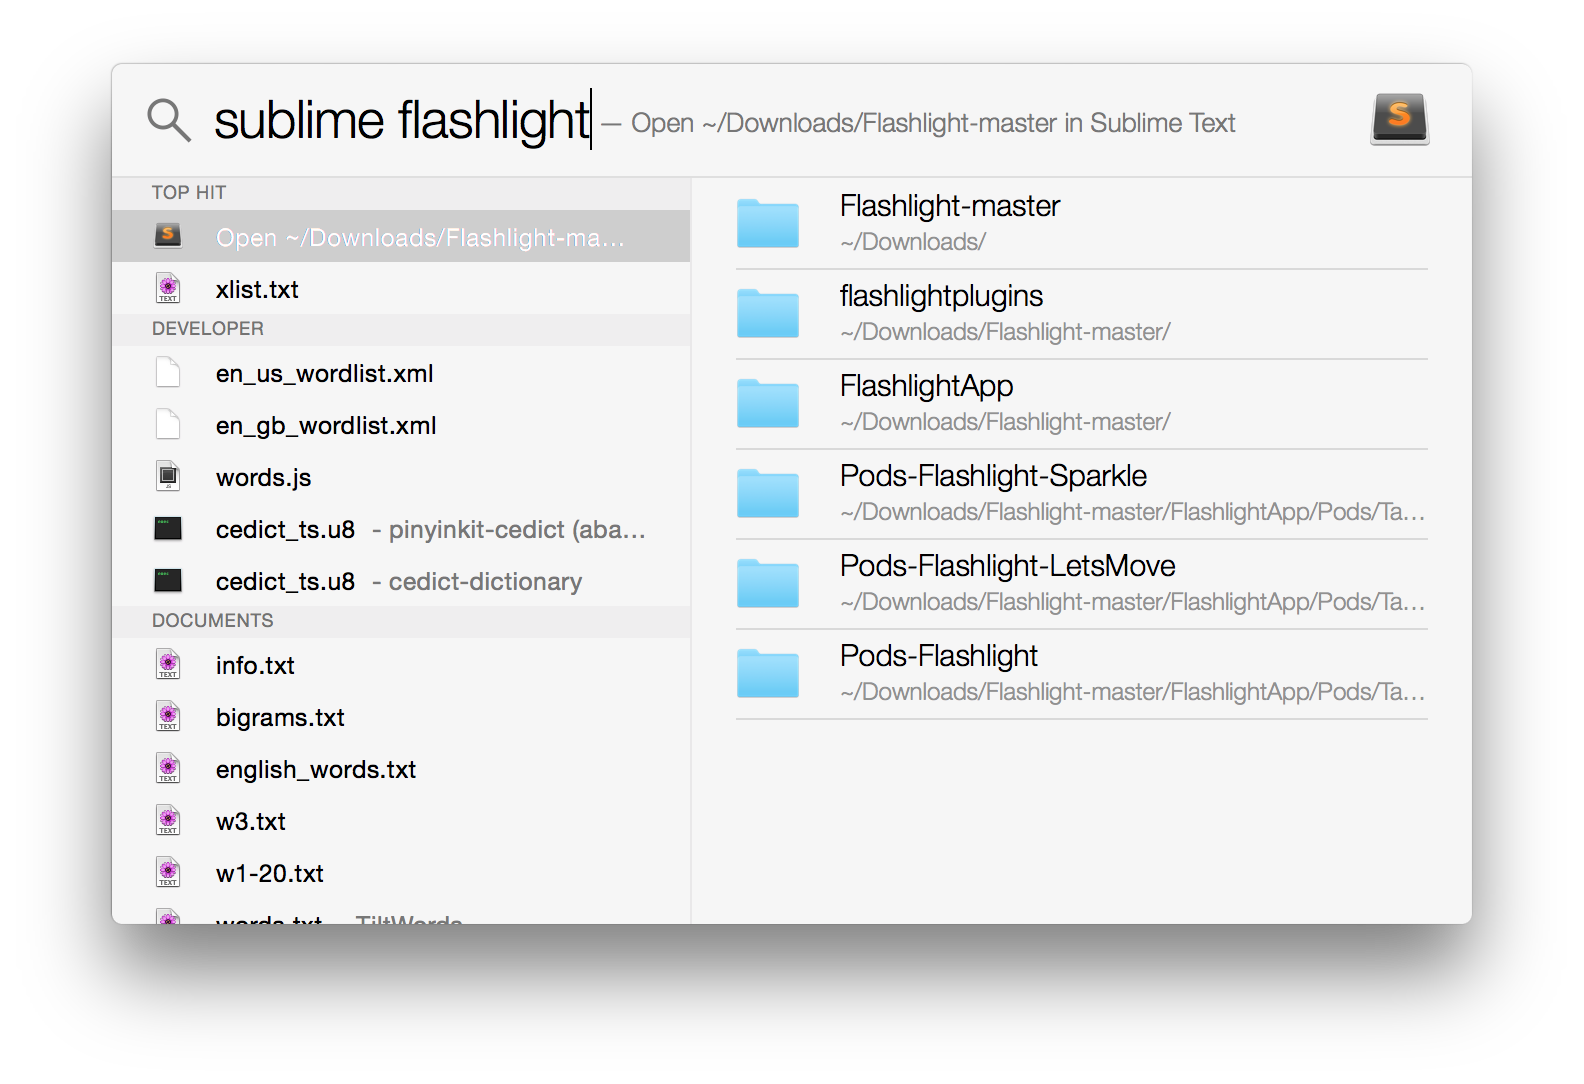 sublime flashlight — Open ~/Downloads/Flashlight-master in Sublime Text
TOP HIT
Open ~/Downloads/Flashlight-ma...
xlist.txt
DEVELOPER
en_us_wordlist.xml
en_gb_wordlist.xml
words.js
cedict_ts.u8 - pinyinkit-cedict (aba...
cedict_ts.u8 - cedict-dictionary
DOCUMENTS
info.txt
bigrams.txt
english_words.txt
w3.txt
w1-20.txt
words.txt — TiltWords
Flashlight-master
~/Downloads/
flashlightplugins
~/Downloads/Flashlight-master/
FlashlightApp
~/Downloads/Flashlight-master/
Pods-Flashlight-Sparkle
~/Downloads/Flashlight-master/FlashlightApp/Pods/Ta...
Pods-Flashlight-LetsMove
~/Downloads/Flashlight-master/FlashlightApp/Pods/Ta...
Pods-Flashlight
~/Downloads/Flashlight-master/FlashlightApp/Pods/Ta...